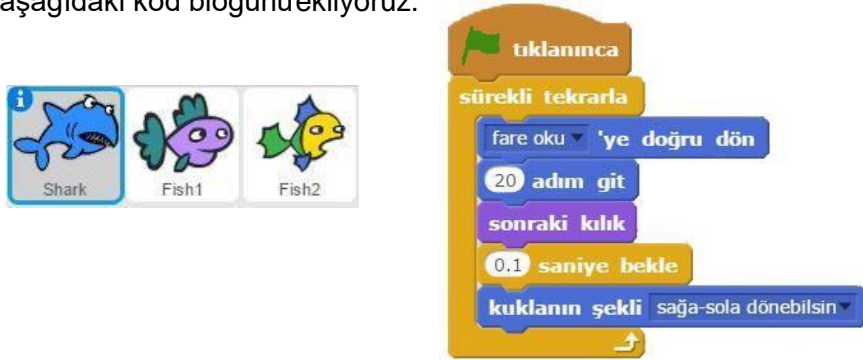 aşağıdaki kod bloğunu ekliyoruz.
tıklanınca
sürekli tekrarla
fare oku 'ye doğru dön
20 adım git
sonraki kılık
0.1 saniye bekle
kuklanın şekli sağa-sola dönebilsin
i
Shark Fish1 Fish2